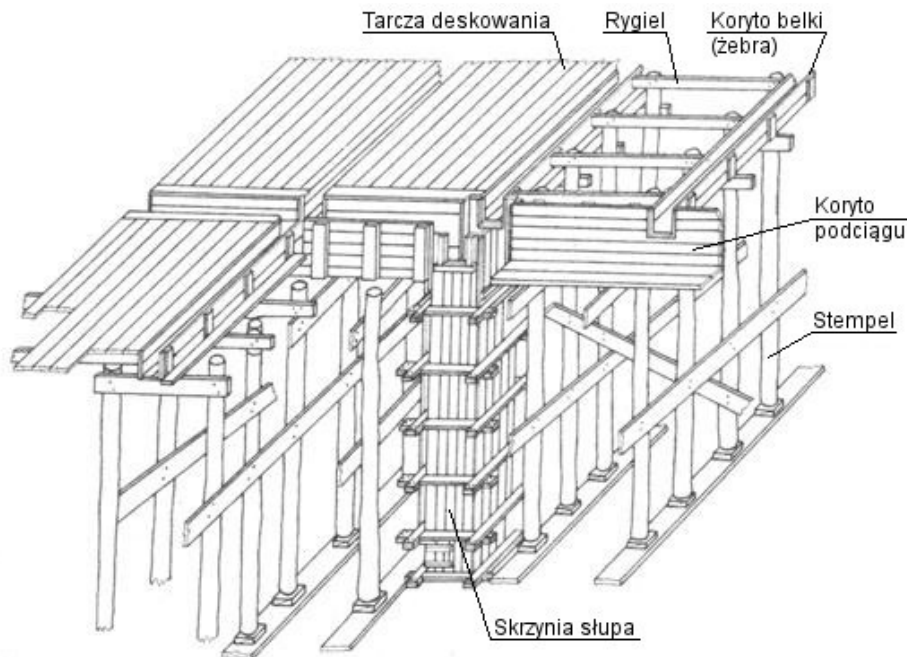 Tarcza deskowania
Rygiel
Koryto belki
(żebra)
Koryto
podciągu
Stempel
Skrzynia słupa